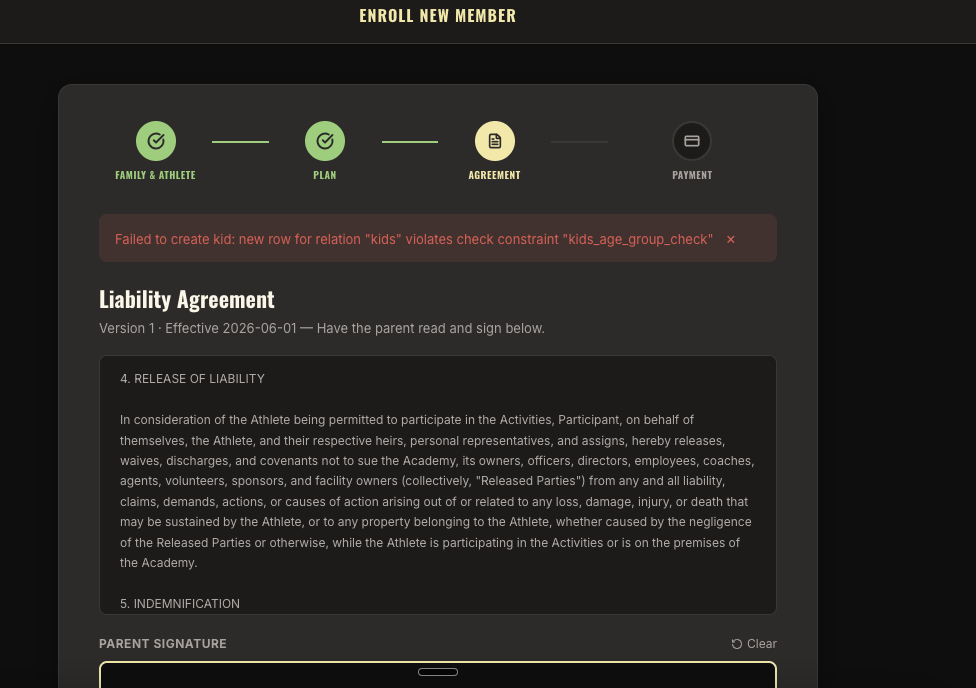 ENROLL NEW MEMBER
FAMILY & ATHLETE
PLAN
AGREEMENT
PAYMENT
Failed to create kid: new row for relation "kids" violates check constraint "kids_age_group_check" ×
Liability Agreement
Version 1 · Effective 2026-06-01 — Have the parent read and sign below.
4. RELEASE OF LIABILITY
In consideration of the Athlete being permitted to participate in the Activities, Participant, on behalf of
themselves, the Athlete, and their respective heirs, personal representatives, and assigns, hereby releases,
waives, discharges, and covenants not to sue the Academy, its owners, officers, directors, employees, coaches,
agents, volunteers, sponsors, and facility owners (collectively, "Released Parties") from any and all liability,
claims, demands, actions, or causes of action arising out of or related to any loss, damage, injury, or death that
may be sustained by the Athlete, or to any property belonging to the Athlete, whether caused by the negligence
of the Released Parties or otherwise, while the Athlete is participating in the Activities or is on the premises of
the Academy.
5. INDEMNIFICATION
PARENT SIGNATURE
Clear